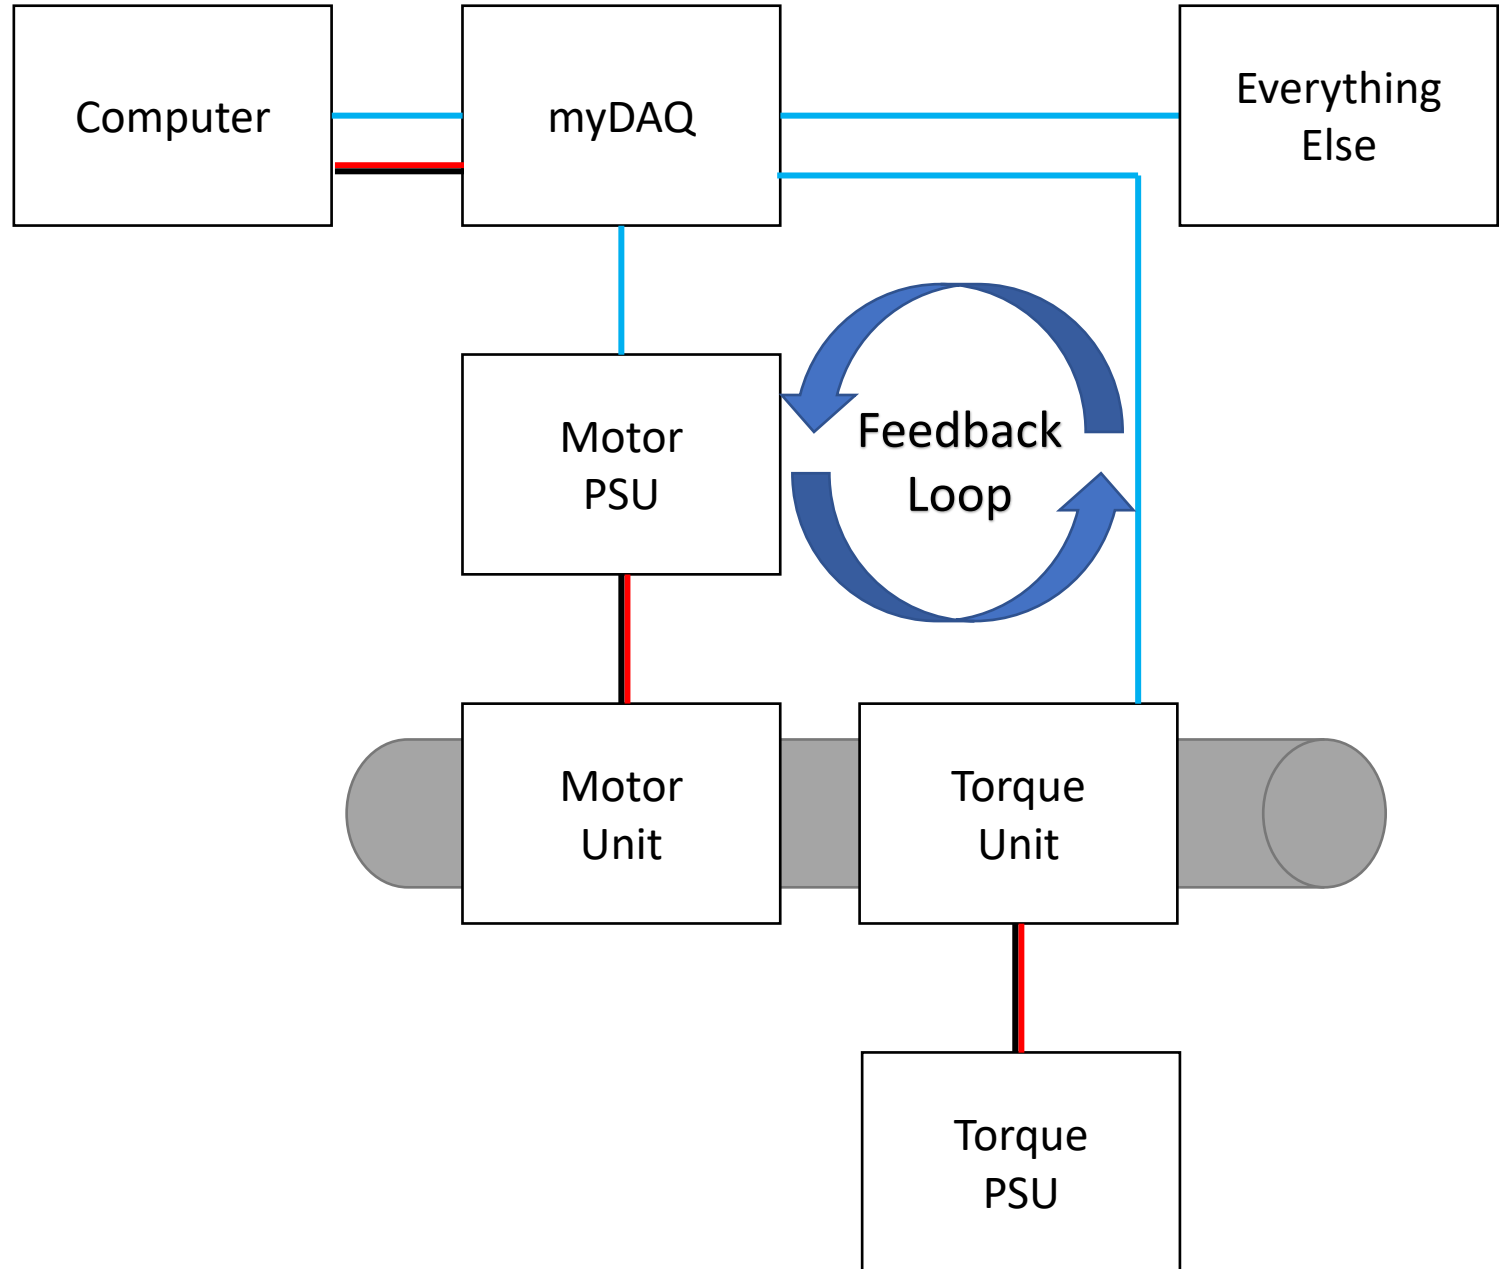 Computer
myDAQ
Everything
Else
Motor
PSU
Feedback
Loop
Motor
Unit
Torque
Unit
Torque
PSU